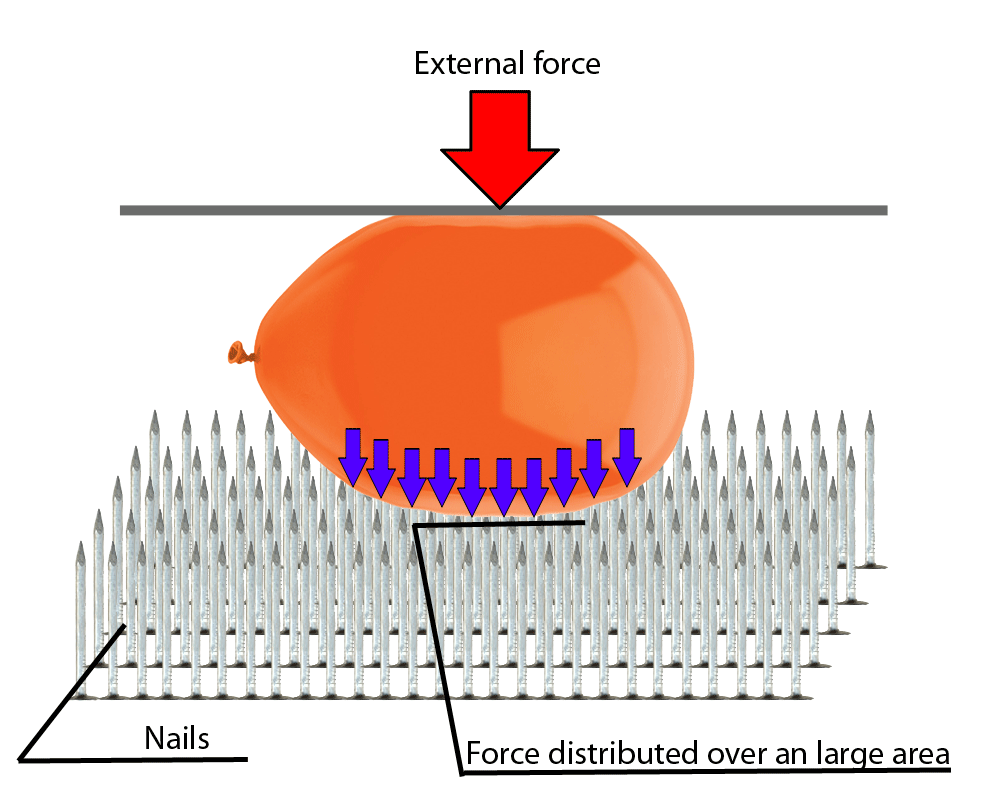 External force
Nails
Force distributed over an large area